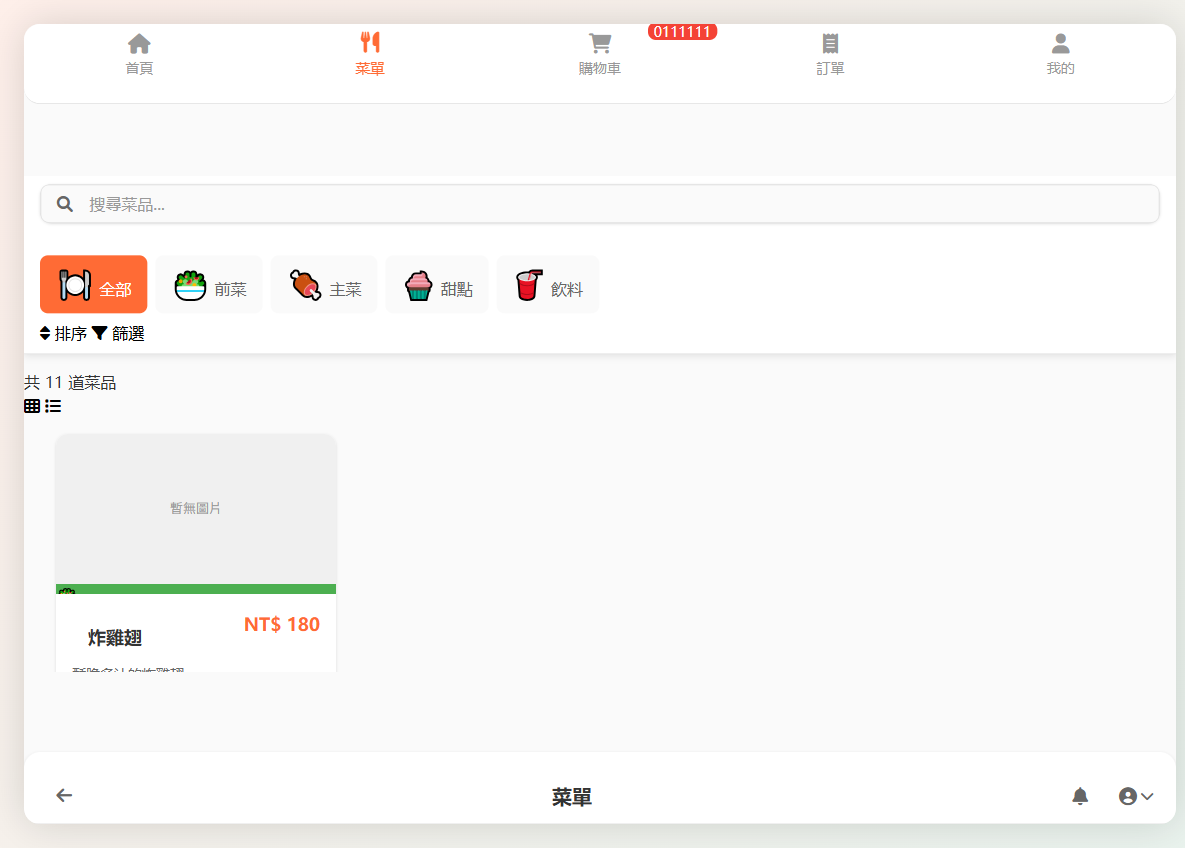 0111111
首頁 菜單 購物車 訂單 我的
搜尋菜品...
全部 前菜 主菜 甜點 飲料
排序 篩選
共 11 道菜品
暫無圖片
炸雞翅 NT$ 180
菜單